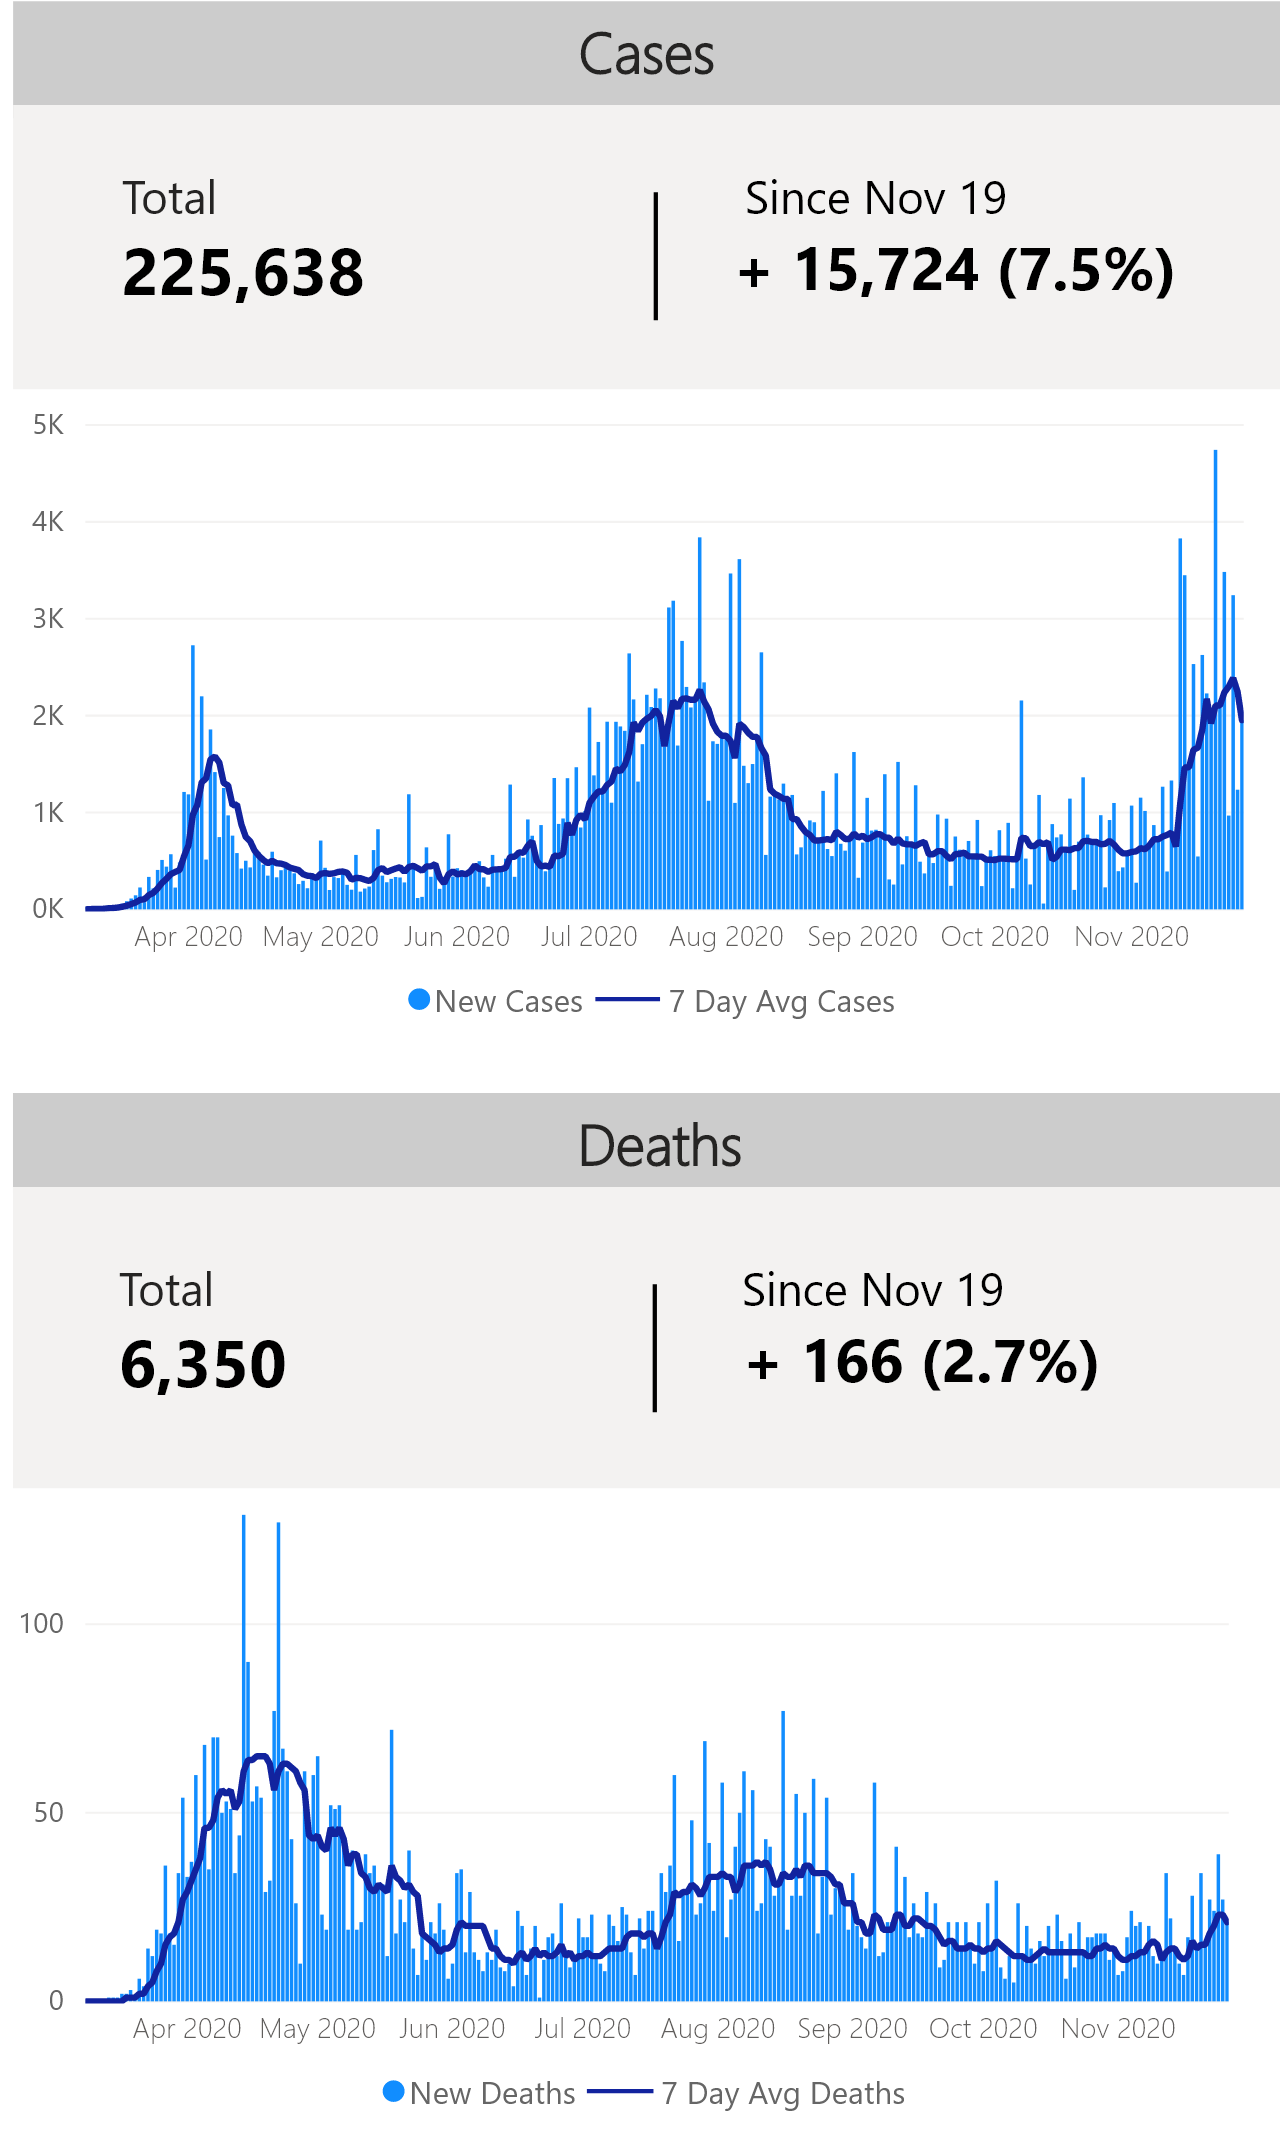 Cases
Total
Since Nov 19
225,638
+ 15,724 (7.5%)
5K
4K
3K
2K
1K
0K
Apr 2020 May 2020 Jun 2020 Jul 2020 Aug 2020 Sep 2020 Oct 2020 Nov 2020
New Cases 7 Day Avg Cases
Deaths
Total
Since Nov 19
6,350
+ 166 (2.7%)
100
50
0
Apr 2020 May 2020 Jun 2020 Jul 2020 Aug 2020 Sep 2020 Oct 2020 Nov 2020
New Deaths 7 Day Avg Deaths